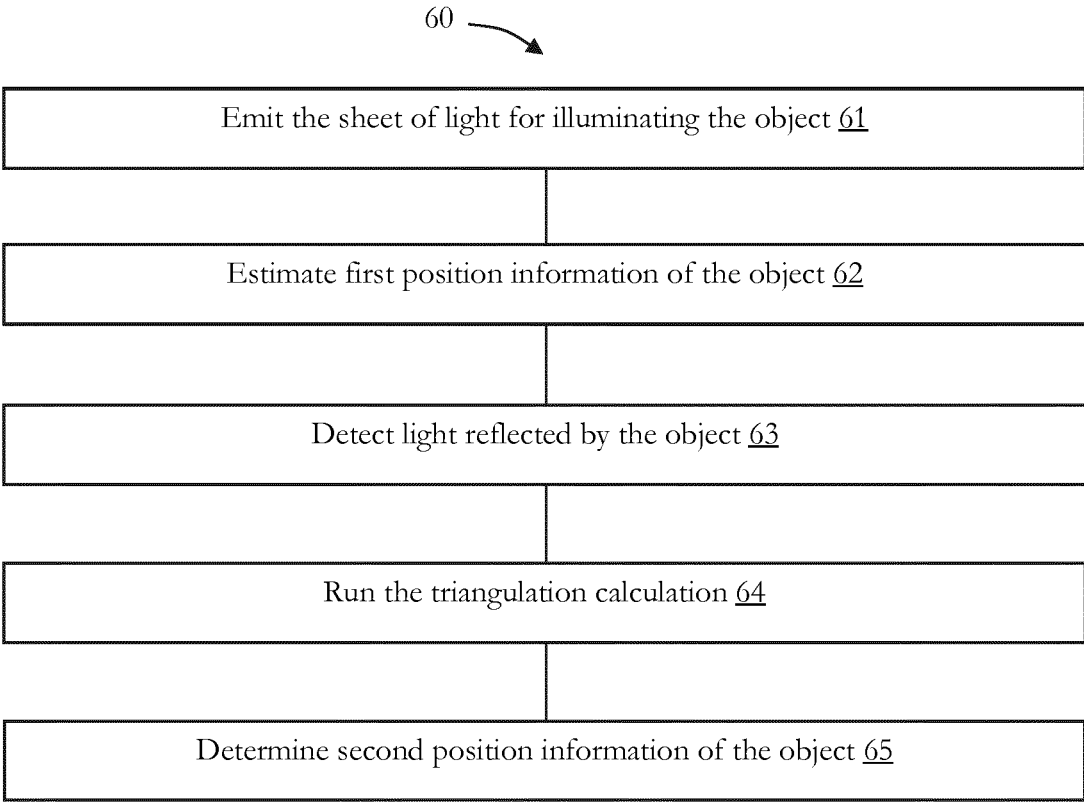 60
Emit the sheet of light for illuminating the object 61
Estimate first position information of the object 62
Detect light reflected by the object 63
Run the triangulation calculation 64
Determine second position information of the object 65